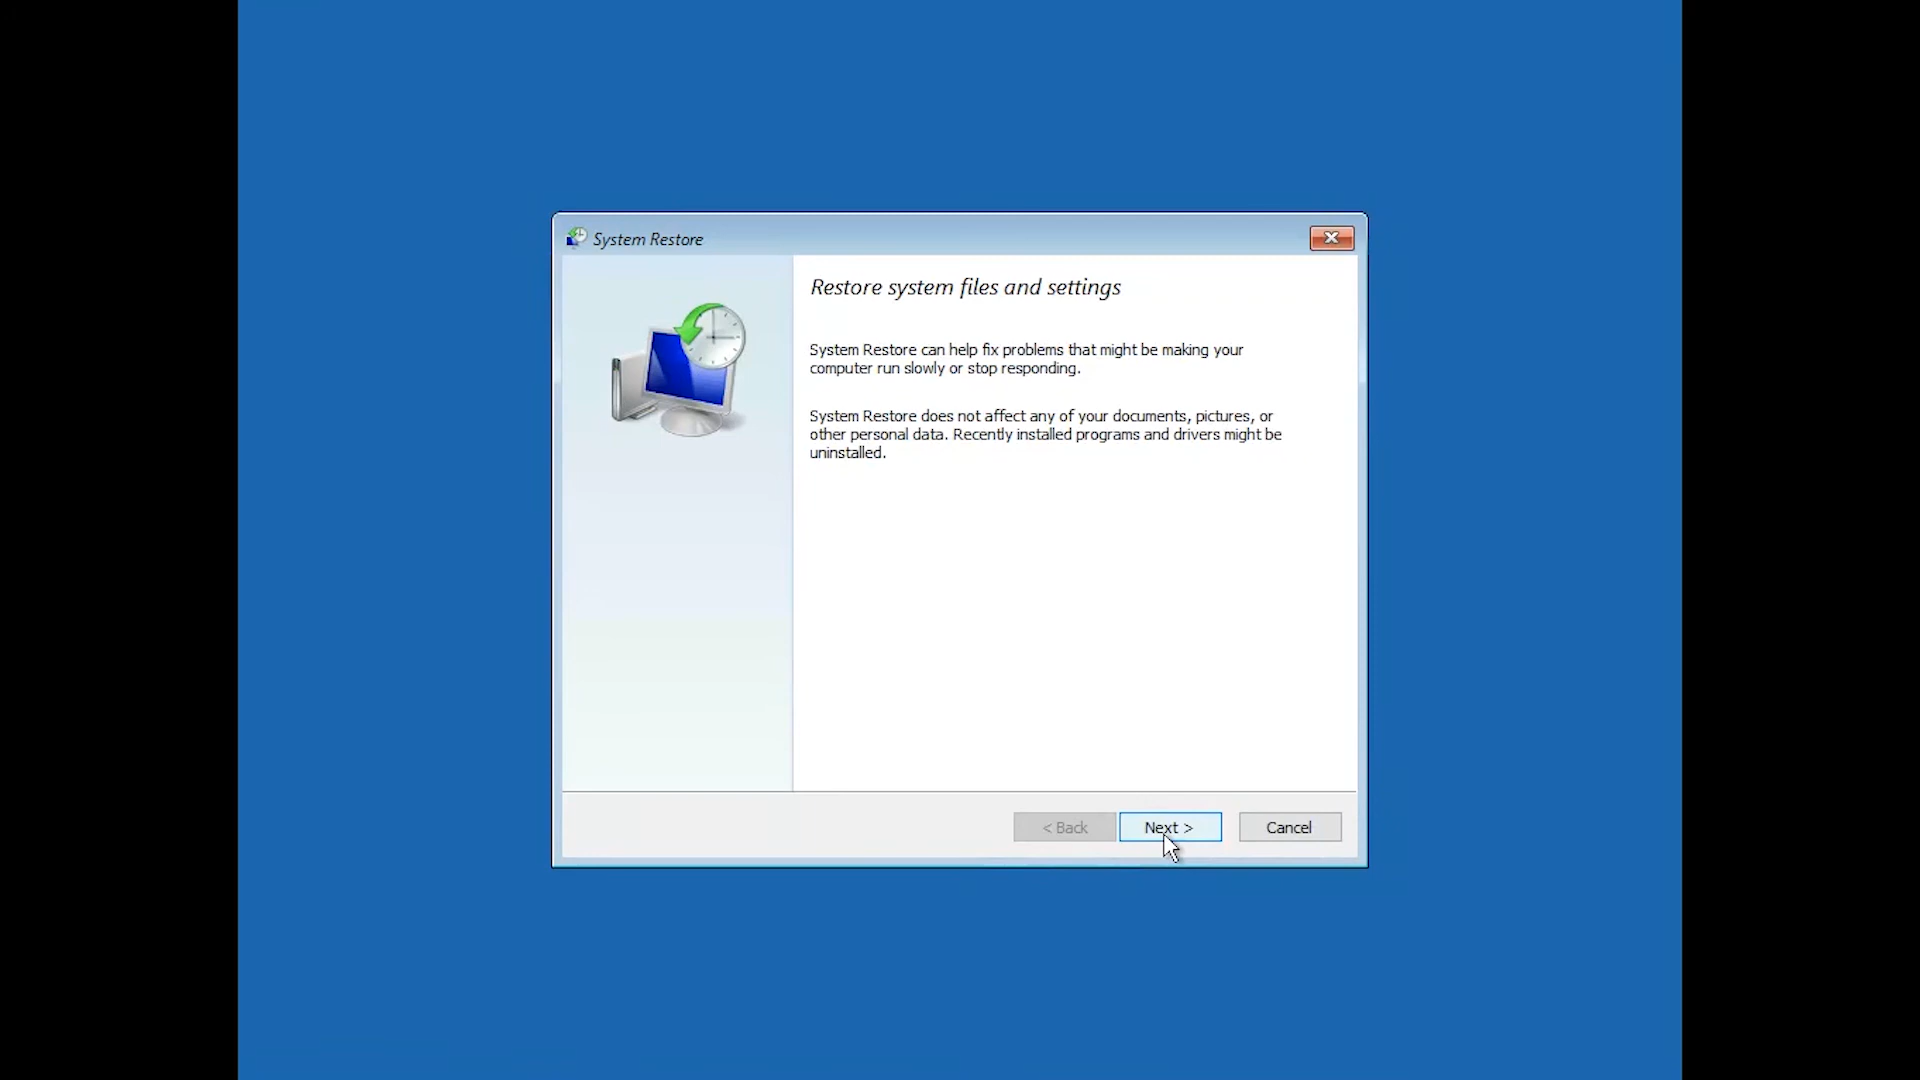 System Restore
Restore system files and settings
System Restore can help fix problems that might be making your
computer run slowly or stop responding.
System Restore does not affect any of your documents, pictures, or
other personal data. Recently installed programs and drivers might be
uninstalled.
< Back
Next >
Cancel